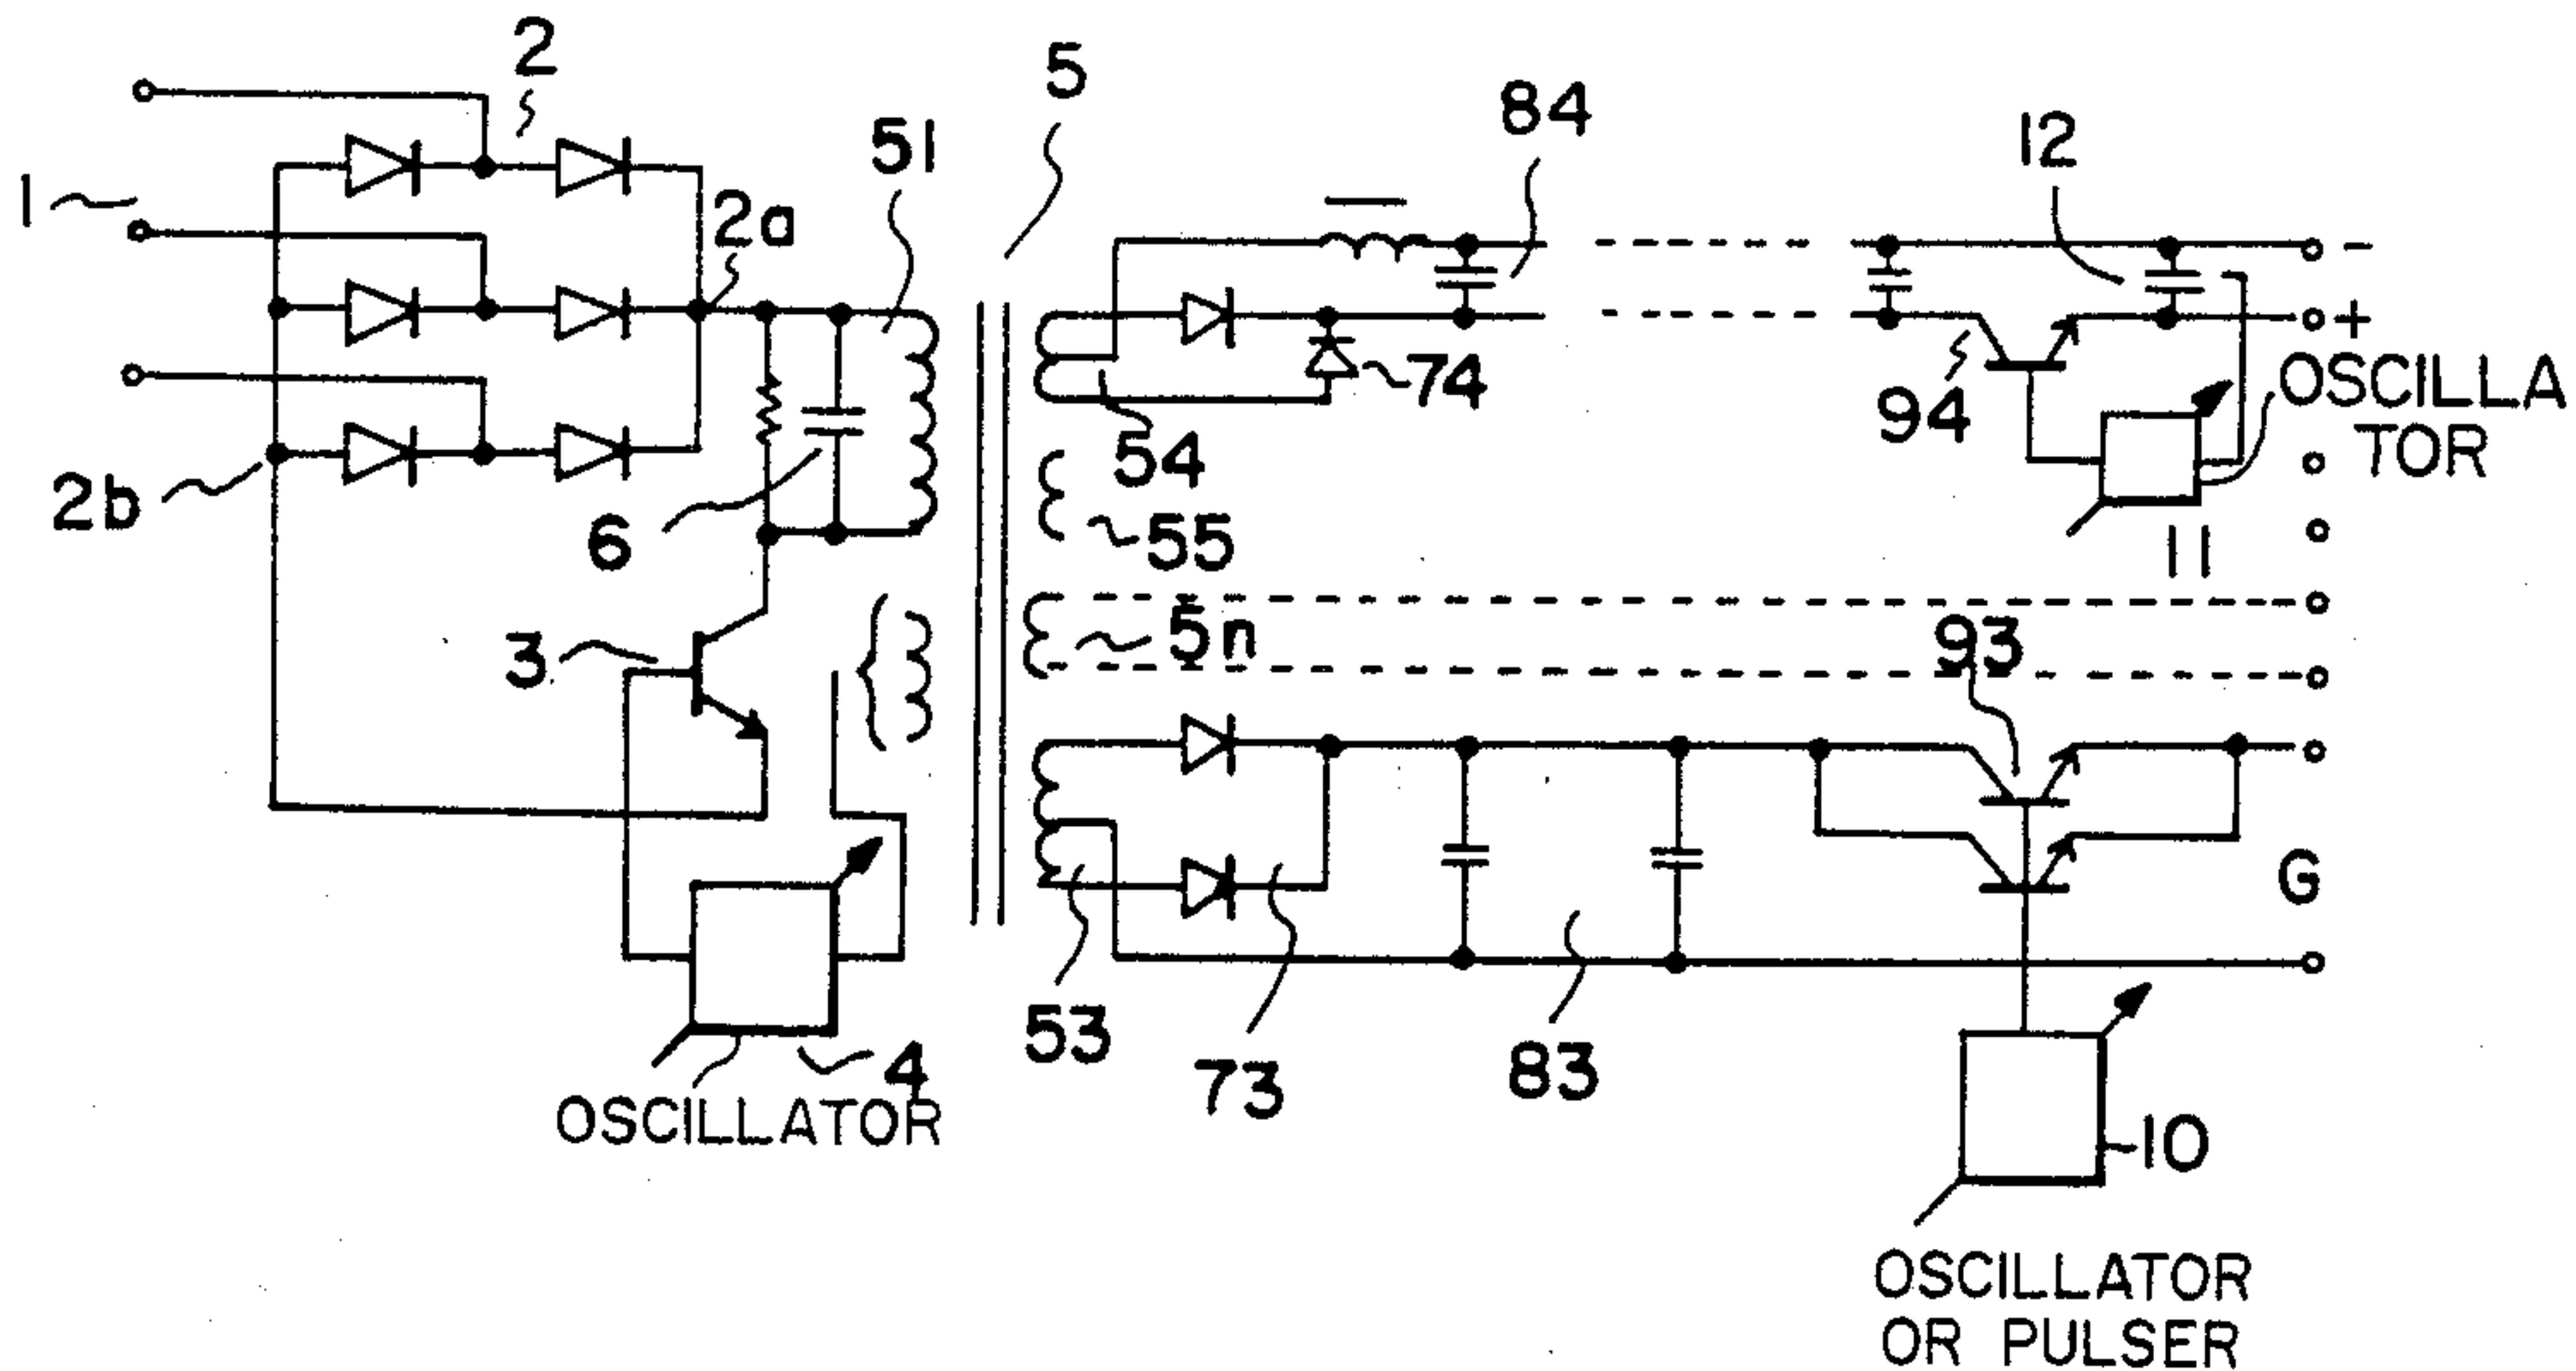 2
5
84
51
12
1
2a
-
+
74
OSCILLA
TOR
94
54
2b
6
55
11
5n
93
3
G
53
73
83
4
OSCILLATOR
10
OSCILLATOR
OR PULSER